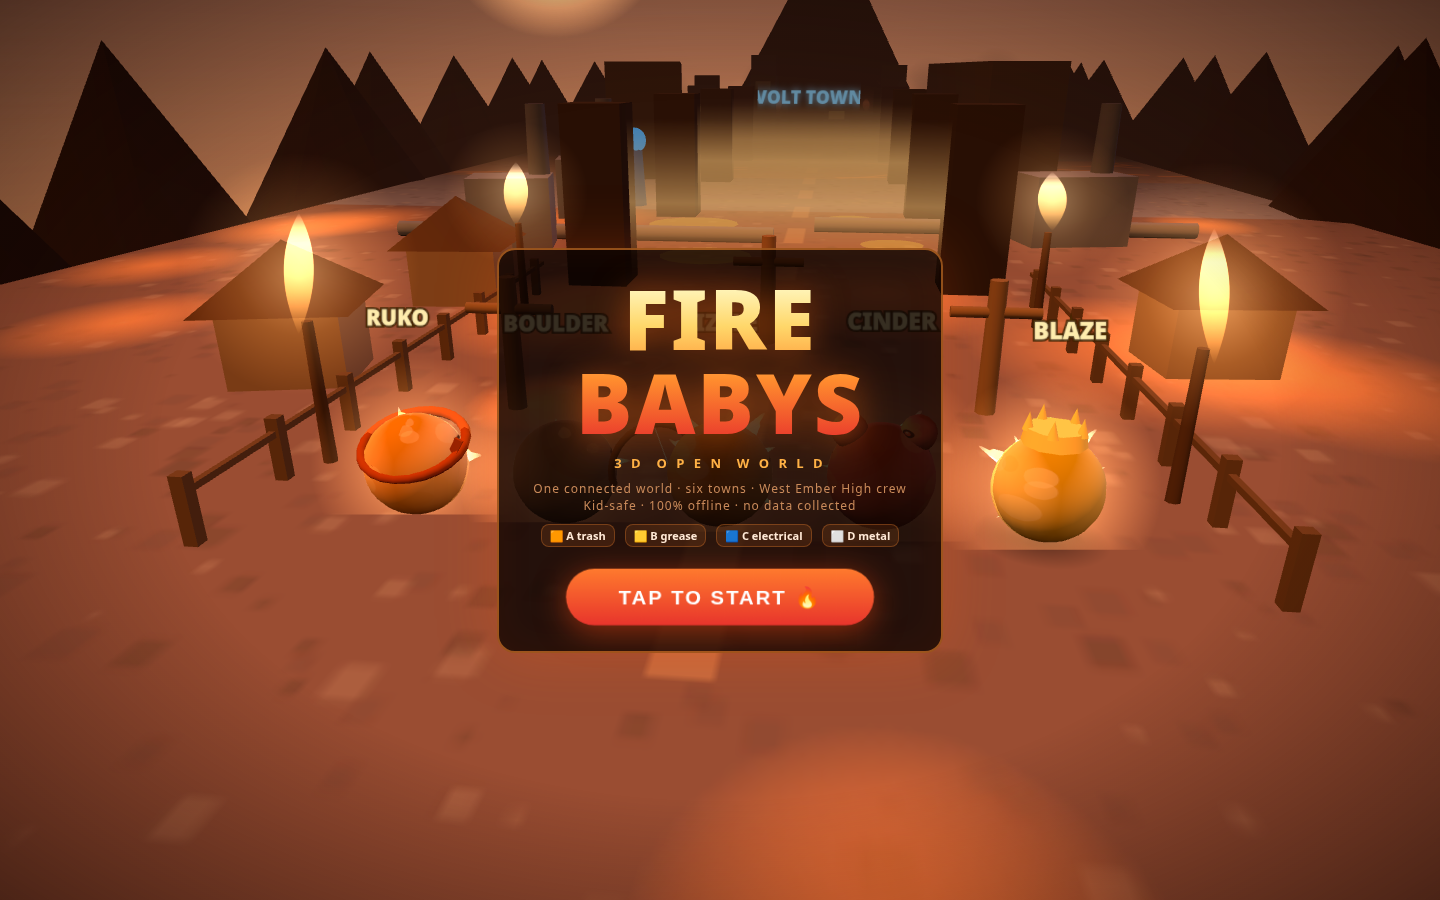 VOLT TOWN
RUKO
BOULDER
CINDER
BLAZE
FIRE
BABYS
3D OPEN WORLD
One connected world · six towns · West Ember High crew
Kid-safe · 100% offline · no data collected
A trash
B grease
C electrical
D metal
TAP TO START